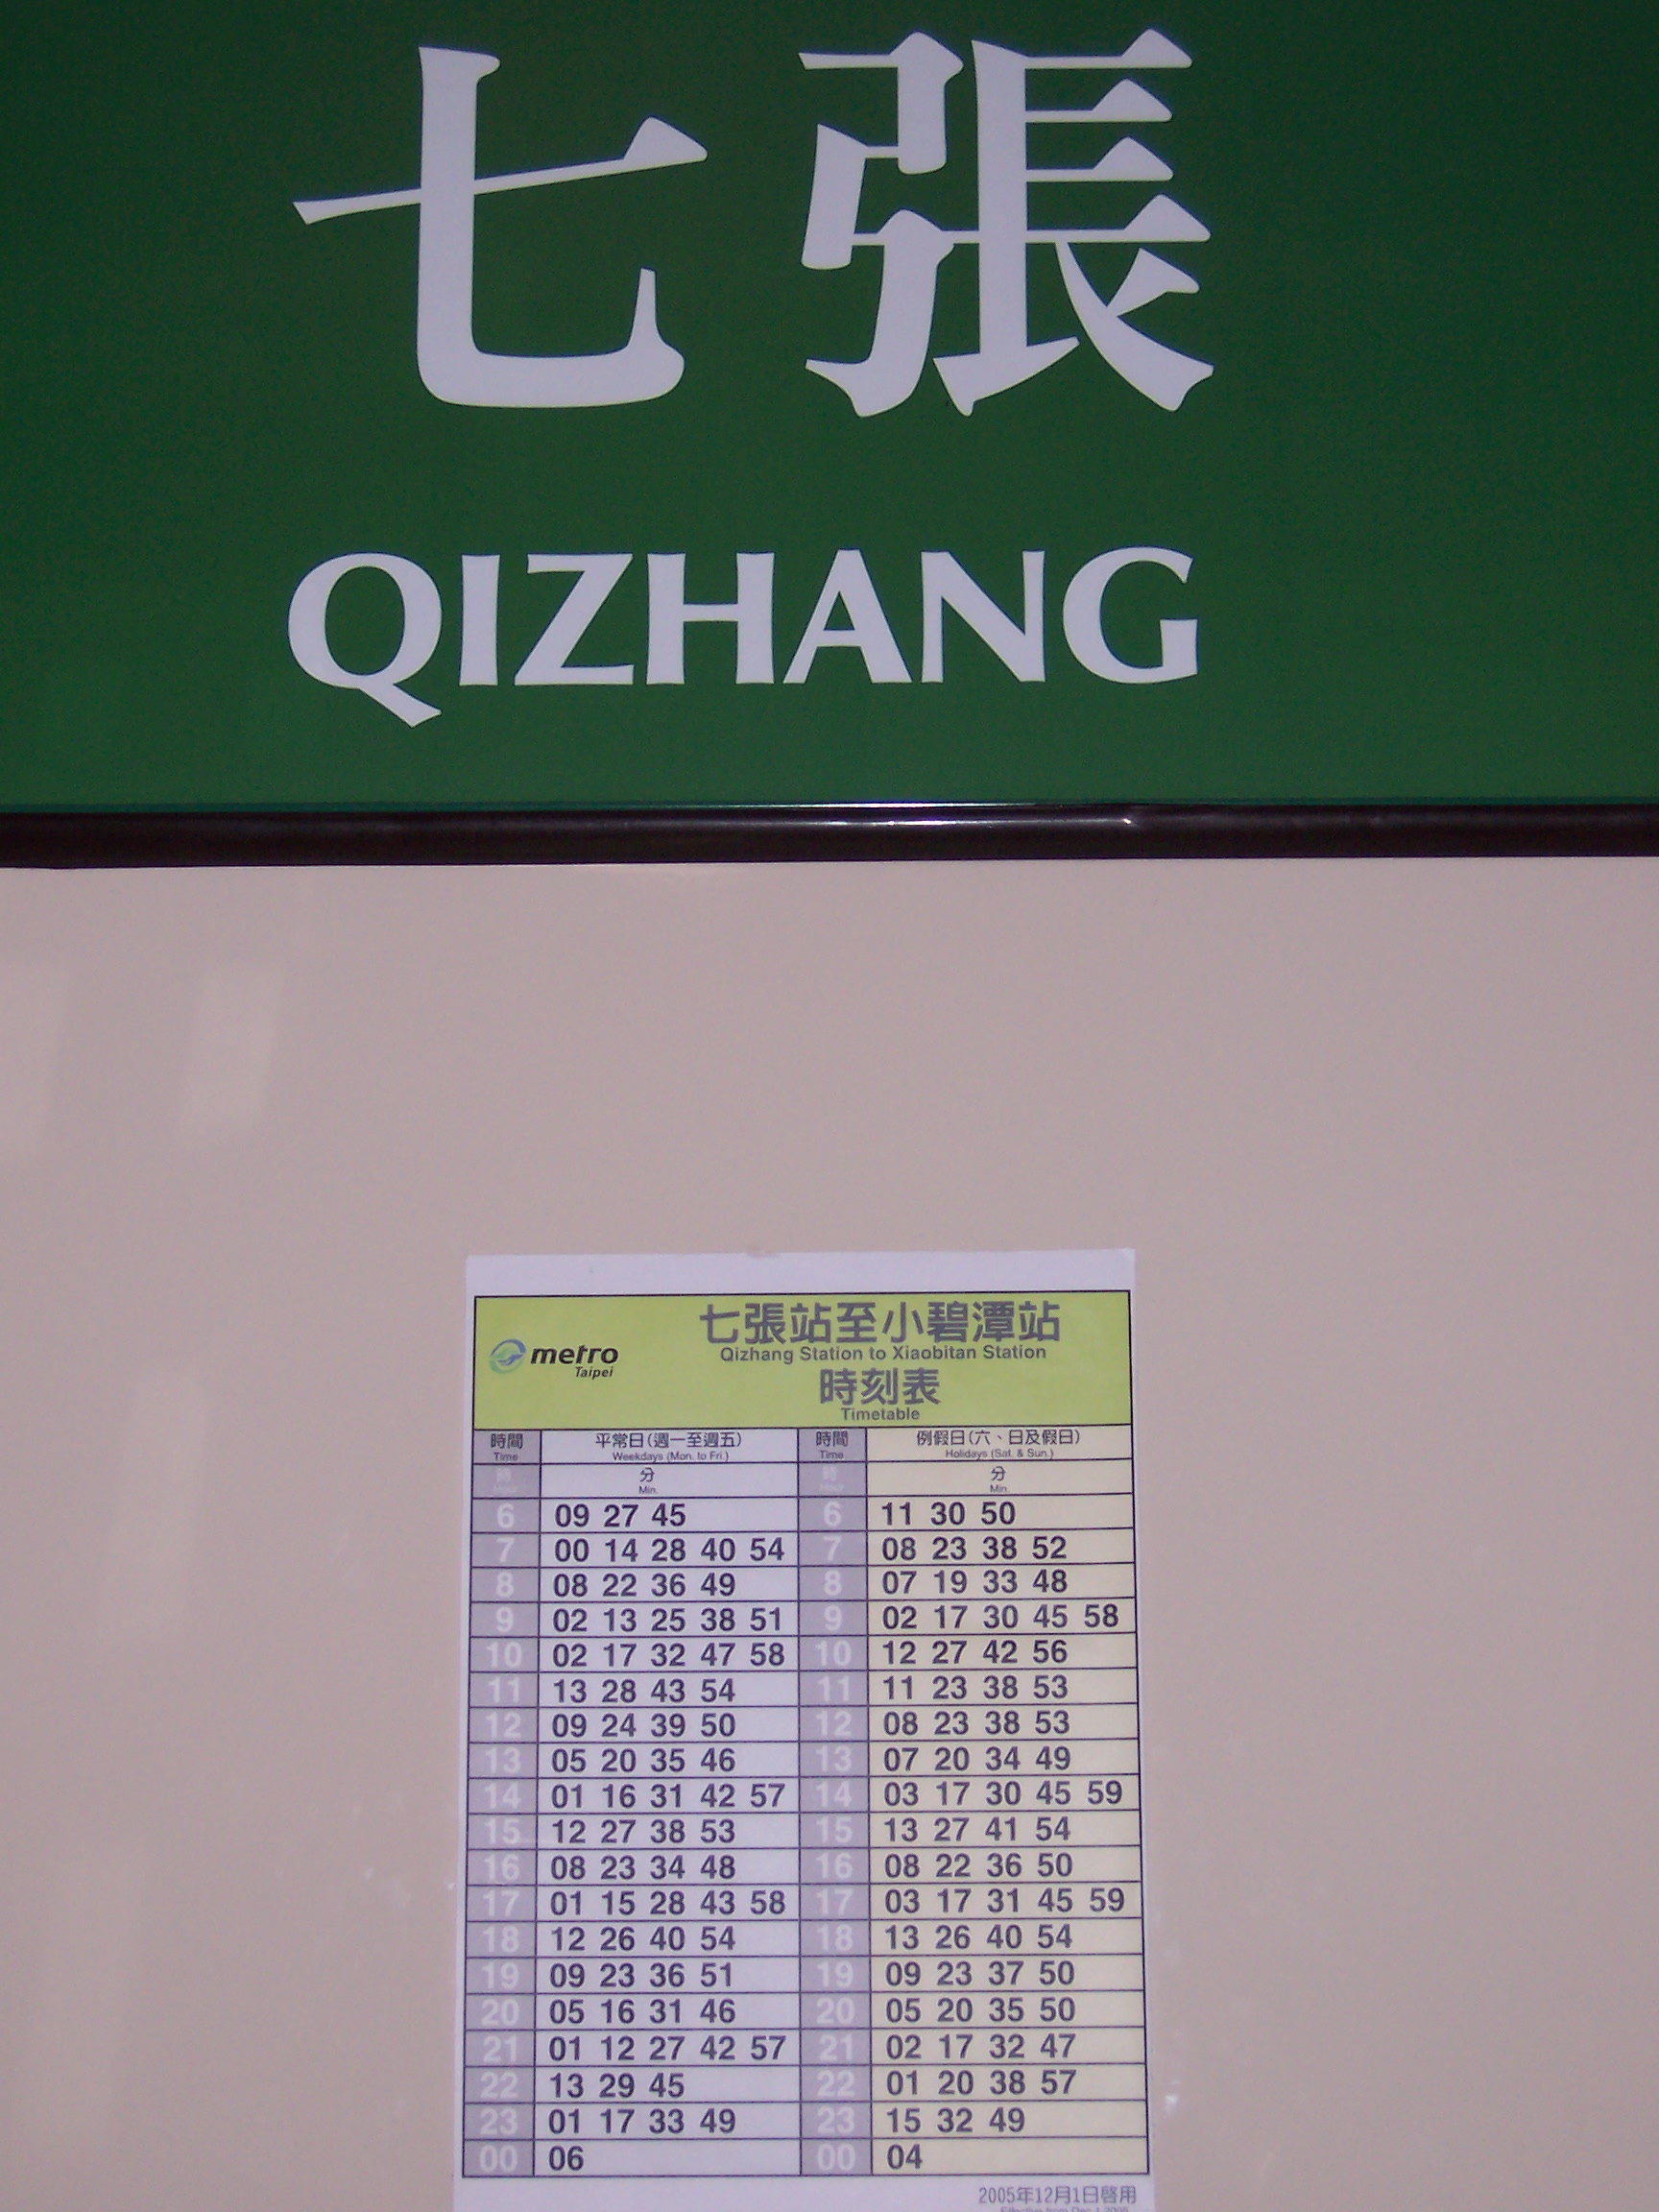 七張
QIZHANG
metro
Taipei
七張站至小碧潭站
Qizhang Station to Xiaobitan Station
時刻表
Timetable
時間 平常日(週一至週五) 時間 例假日(六、日及假日)
Time Weekdays (Mon. to Fri.) Time Holidays (Sat. & Sun.)
時 分 時 分
Min. Min.
6 09 27 45 6 11 30 50
7 00 14 28 40 54 7 08 23 38 52
8 08 22 36 49 8 07 19 33 48
9 02 13 25 38 51 9 02 17 30 45 58
10 02 17 32 47 58 10 12 27 42 56
11 13 28 43 54 11 11 23 38 53
12 09 24 39 50 12 08 23 38 53
13 05 20 35 46 13 07 20 34 49
14 01 16 31 42 57 14 03 17 30 45 59
15 12 27 38 53 15 13 27 41 54
16 08 23 34 48 16 08 22 36 50
17 01 15 28 43 58 17 03 17 31 45 59
18 12 26 40 54 18 13 26 40 54
19 09 23 36 51 19 09 23 37 50
20 05 16 31 46 20 05 20 35 50
21 01 12 27 42 57 21 02 17 32 47
22 13 29 45 22 01 20 38 57
23 01 17 33 49 23 15 32 49
00 06 00 04
2005年12月1日啓用